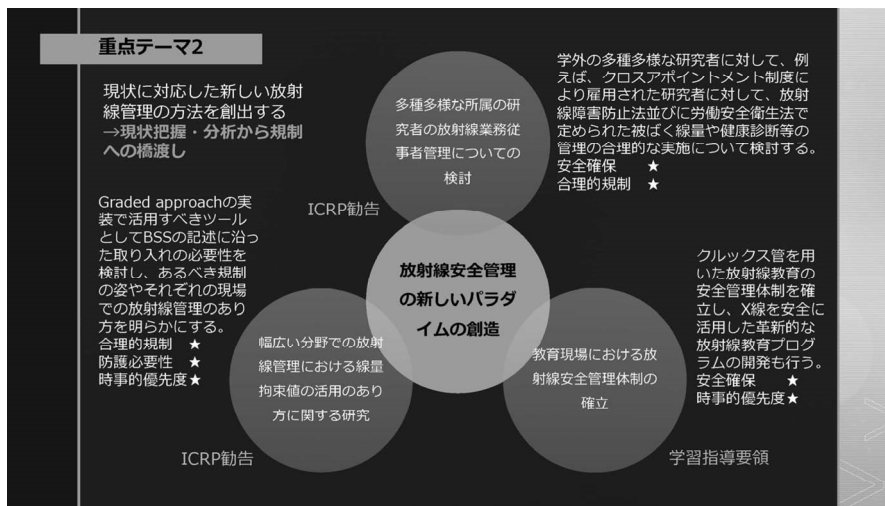 重点テーマ2
現状に対応した新しい放射
線管理の方法を創出する
→現状把握・分析から規制
への橋渡し
多種多様な所属の研
究者の放射線業務従
事者管理についての
検討
ICRP勧告
学外の多種多様な研究者に対して、例
えば、クロスアポイントメント制度に
より雇用された研究者に対して、放射
線障害防止法並びに労働安全衛生法で
定められた被ばく線量や健康診断等の
管理の合理的な実施について検討する。
安全確保 ★
合理的規制 ★
放射線安全管理
の新しいパラダ
イムの創造
Graded approachの実
装で活用すべきツール
としてBSSの記述に沿っ
た取り入れの必要性を
検討し、あるべき規制
の姿やそれぞれの現場
での放射線管理のあり
方を明らかにする。
合理的規制 ★
防護必要性 ★
時事的優先度★
幅広い分野での放射
線管理における線量
拘束値の活用のあり
方に関する研究
ICRP勧告
教育現場における放
射線安全管理体制の
確立
クルックス管を用
いた放射線教育の
安全管理体制を確
立し、X線を安全に
活用した革新的な
放射線教育プログ
ラムの開発も行う。
安全確保 ★
時事的優先度★
学習指導要領